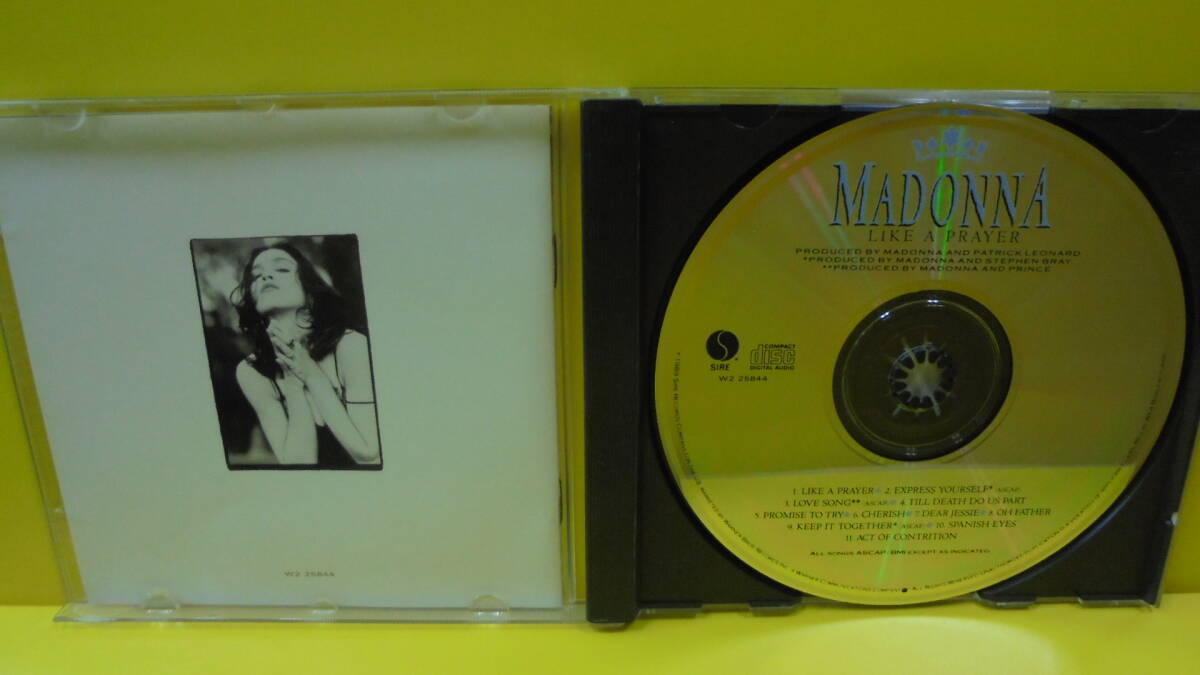 W2 25844
MADONNA
LIKE A PRAYER
PRODUCED BY MADONNA AND PATRICK LEONARD
*PRODUCED BY MADONNA AND STEPHEN BRAY
**PRODUCED BY MADONNA AND PRINCE
SIRE
COMPACT
disc
DIGITAL AUDIO
W2 25844
1. LIKE A PRAYER 2. EXPRESS YOURSELF* (ASCAP)
3. LOVE SONG** (ASCAP) 4. TILL DEATH DO US PART
5. PROMISE TO TRY 6. CHERISH 7. DEAR JESSIE 8. OH FATHER
9. KEEP IT TOGETHER* (ASCAP) 10. SPANISH EYES
11. ACT OF CONTRITION
ALL SONGS ASCAP/BMI EXCEPT AS INDICATED